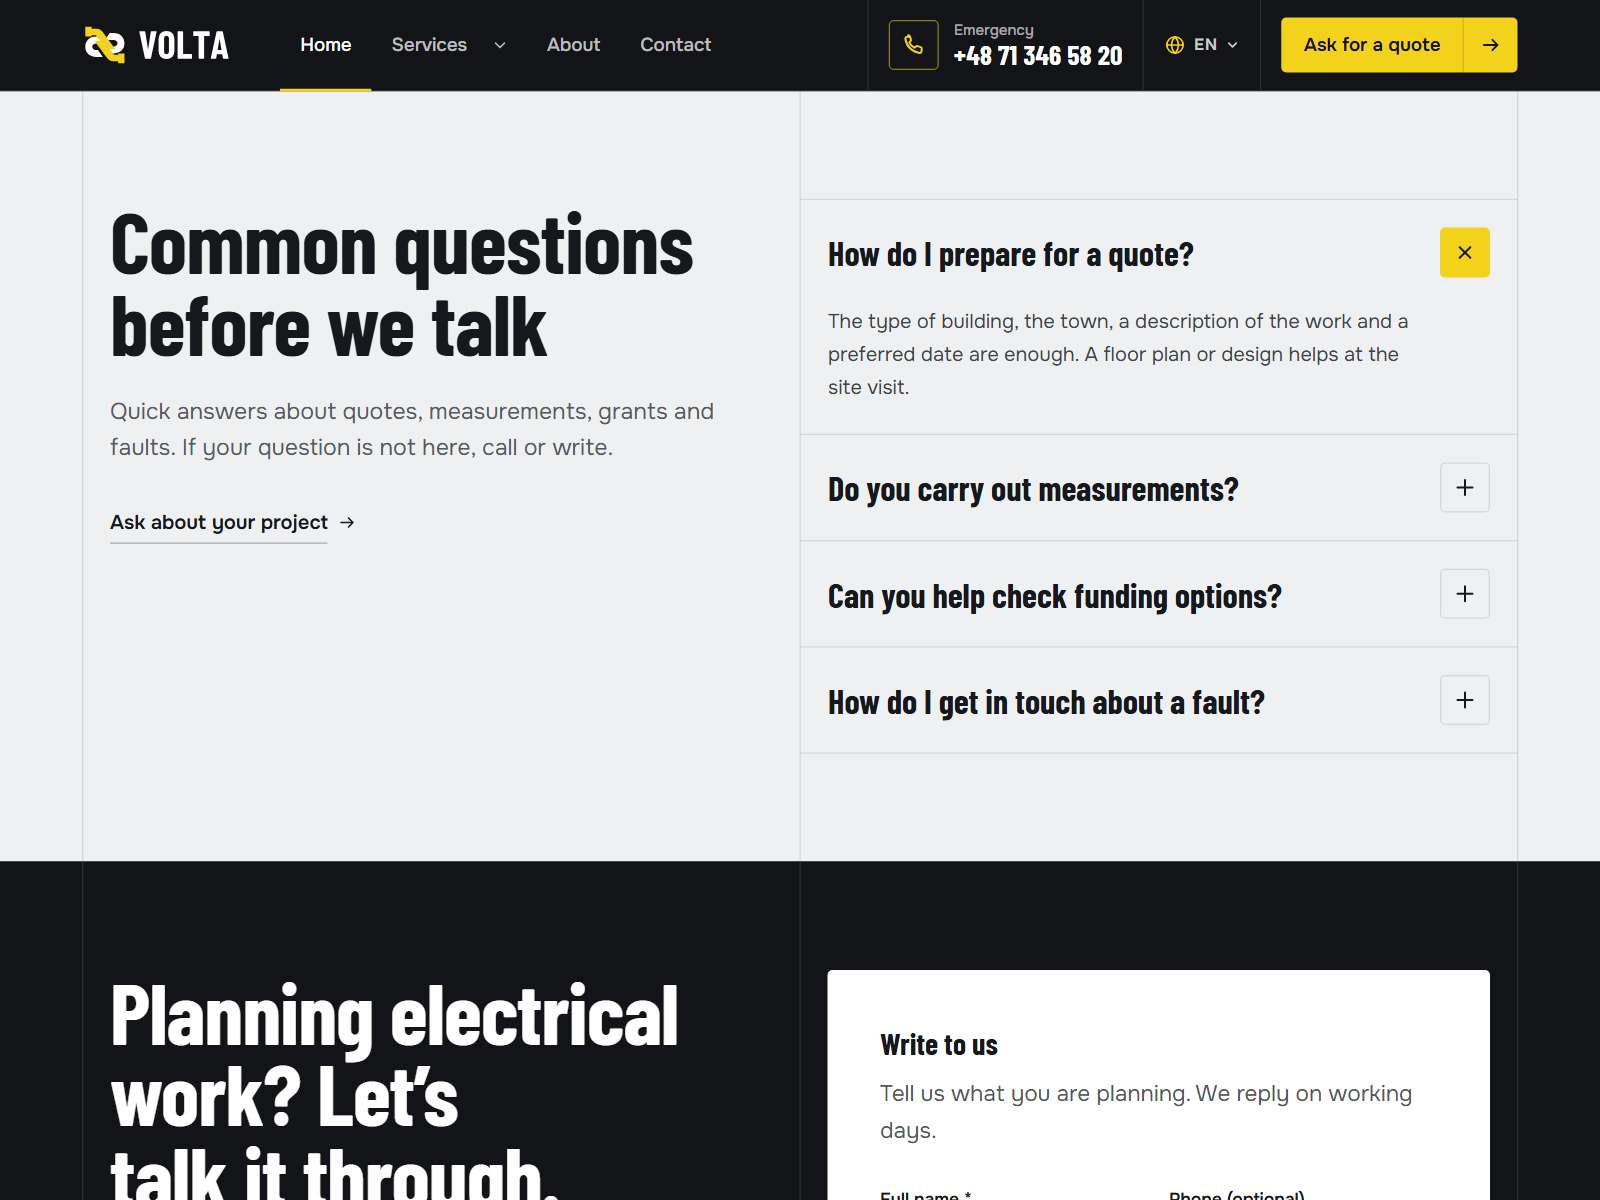 VOLTA
Home
Services
About
Contact
Emergency
+48 71 346 58 20
EN
Ask for a quote
Common questions
before we talk
Quick answers about quotes, measurements, grants and
faults. If your question is not here, call or write.
Ask about your project
How do I prepare for a quote?
The type of building, the town, a description of the work and a
preferred date are enough. A floor plan or design helps at the
site visit.
Do you carry out measurements?
Can you help check funding options?
How do I get in touch about a fault?
Planning electrical
work? Let’s
talk it through.
Write to us
Tell us what you are planning. We reply on working
days.
Full name *
Phone (optional)